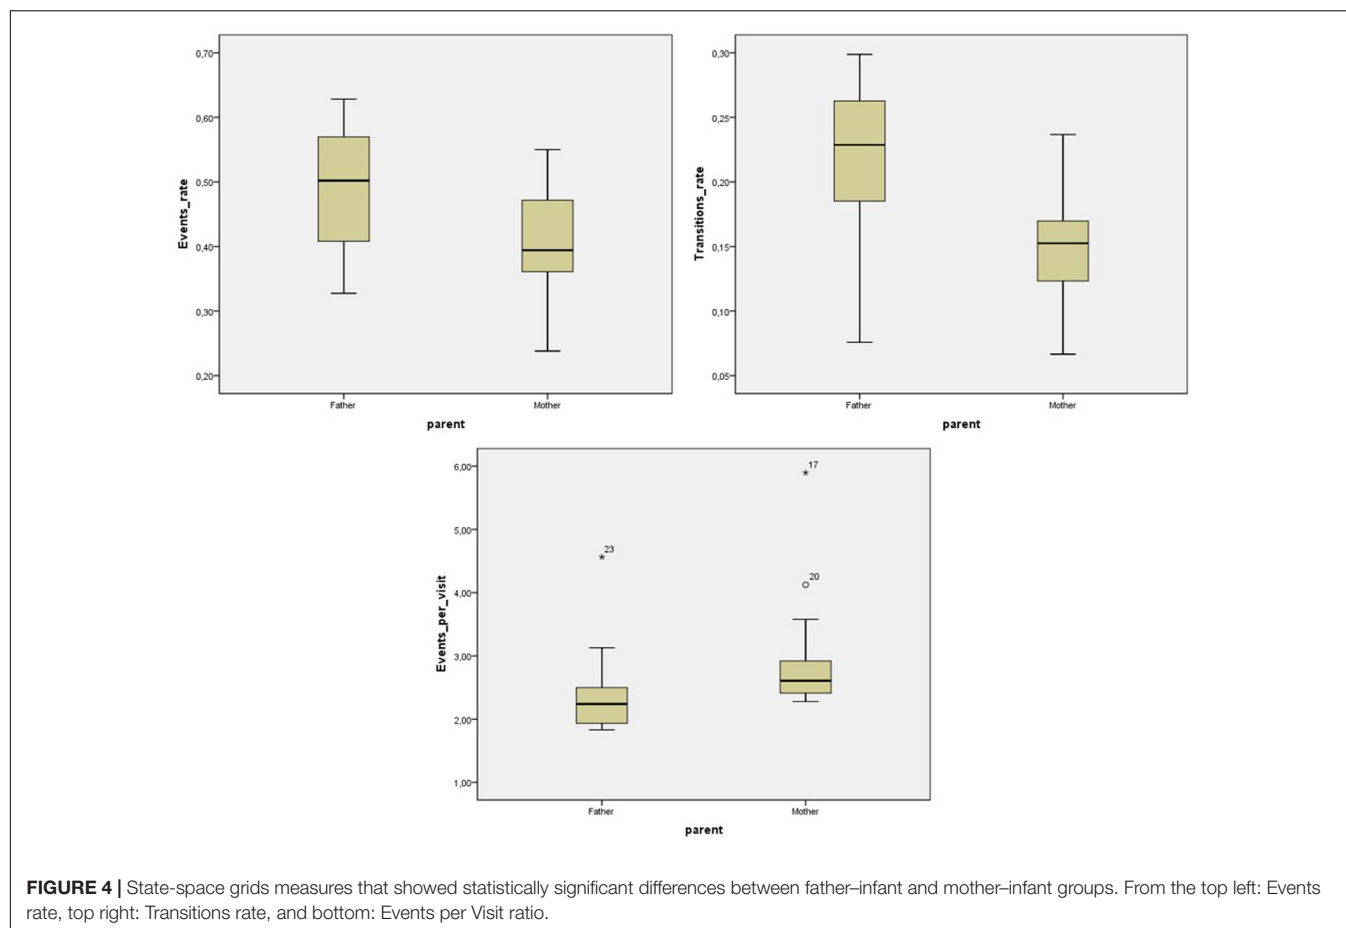 0,70
0,60
0,50
0,40
0,30
0,20
Events_rate
Father
Mother
parent
0,30
0,25
0,20
0,15
0,10
0,05
Transitions_rate
Father
Mother
parent
6,00
5,00
4,00
3,00
2,00
1,00
Events_per_visit
23
17
20
Father
Mother
parent
FIGURE 4 | State-space grids measures that showed statistically significant differences between father–infant and mother–infant groups. From the top left: Events
rate, top right: Transitions rate, and bottom: Events per Visit ratio.